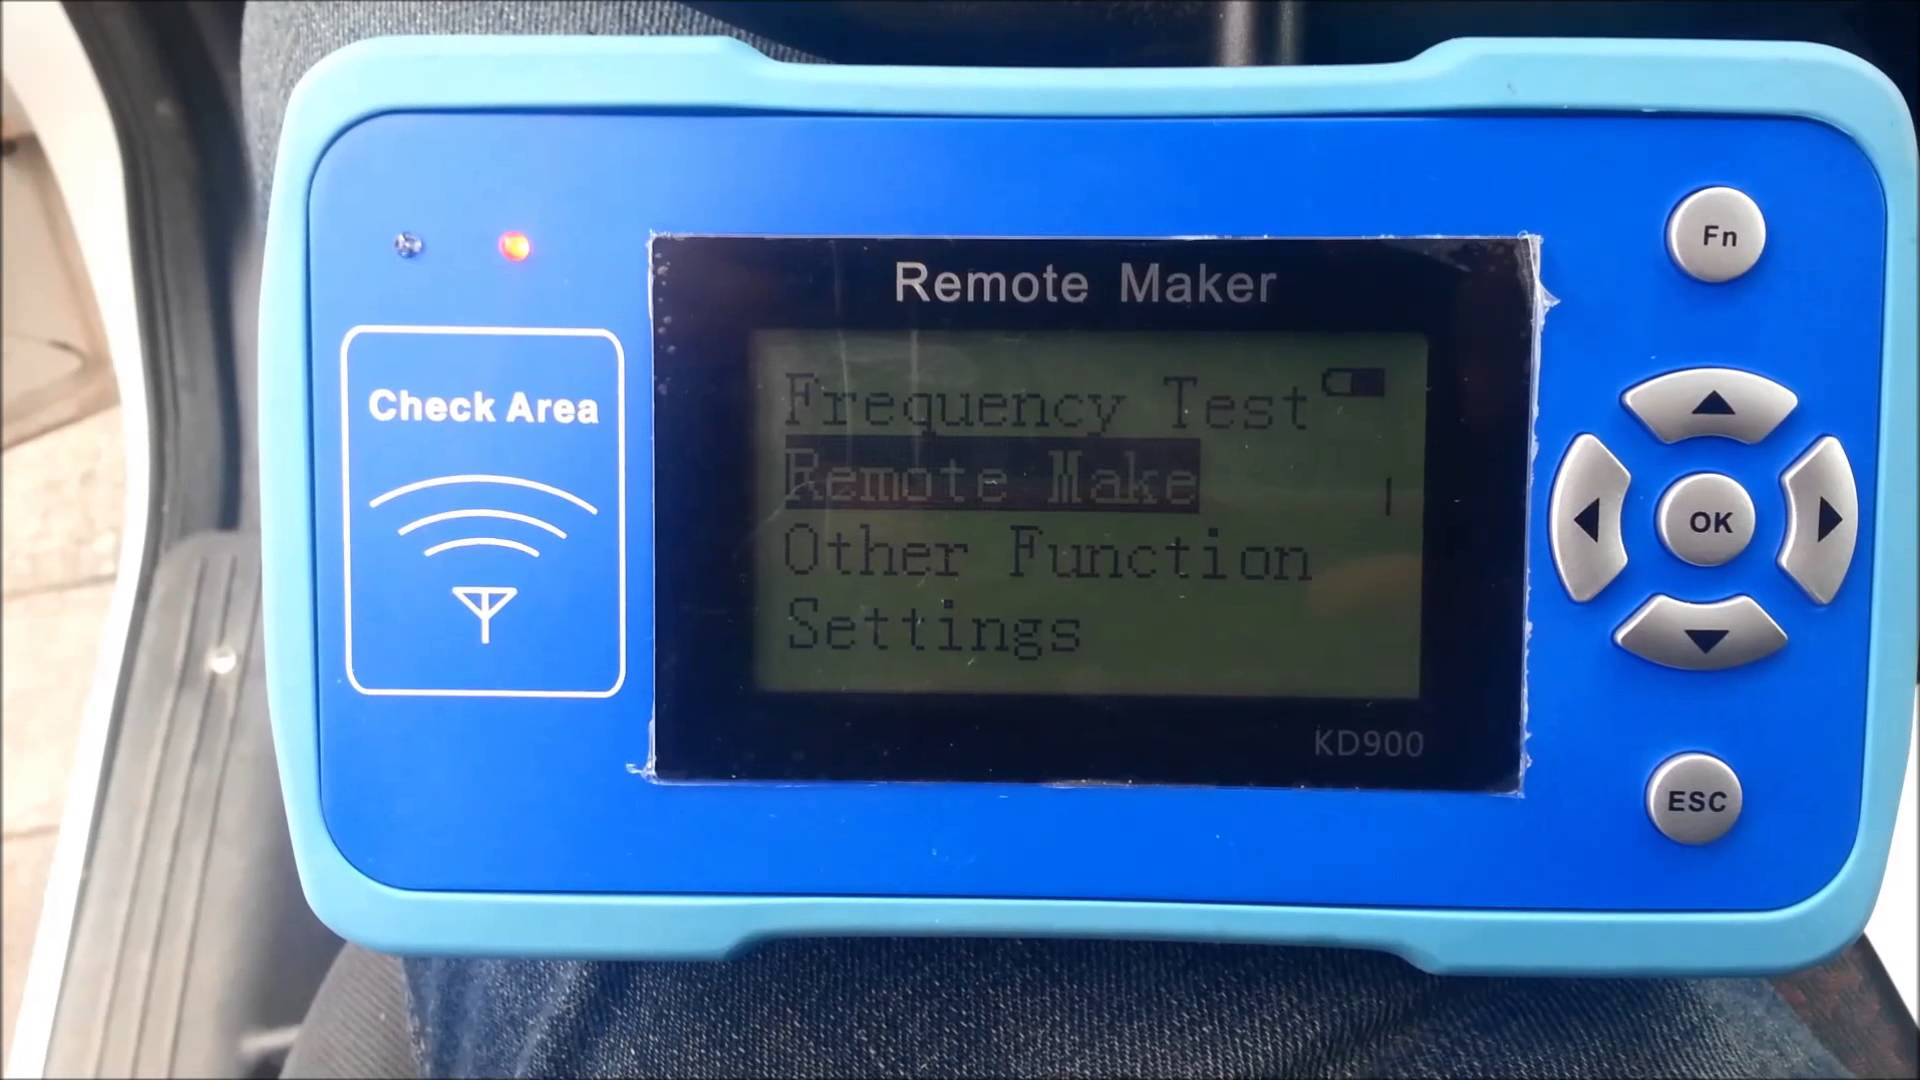 Remote Maker
Fn
Check Area
Frequency Test
Remote Make
Other Function
Settings
OK
KD900
ESC